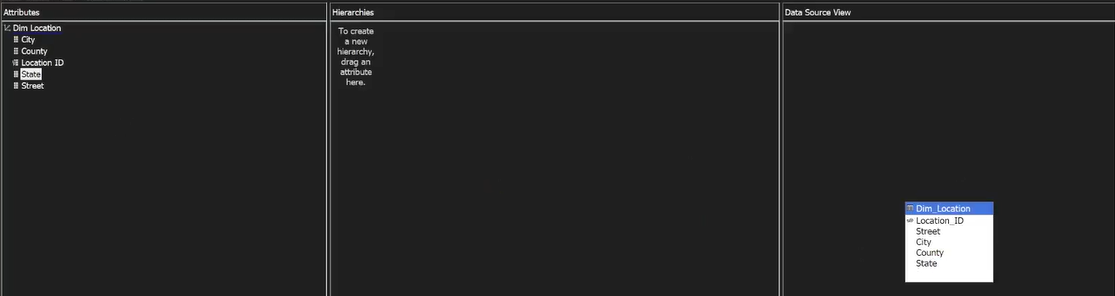 Attributes
Dim Location
City
County
Location ID
State
Street
Hierarchies
To create
a new
hierarchy,
drag an
attribute
here.
Data Source View
Dim_Location
Location_ID
Street
City
County
State